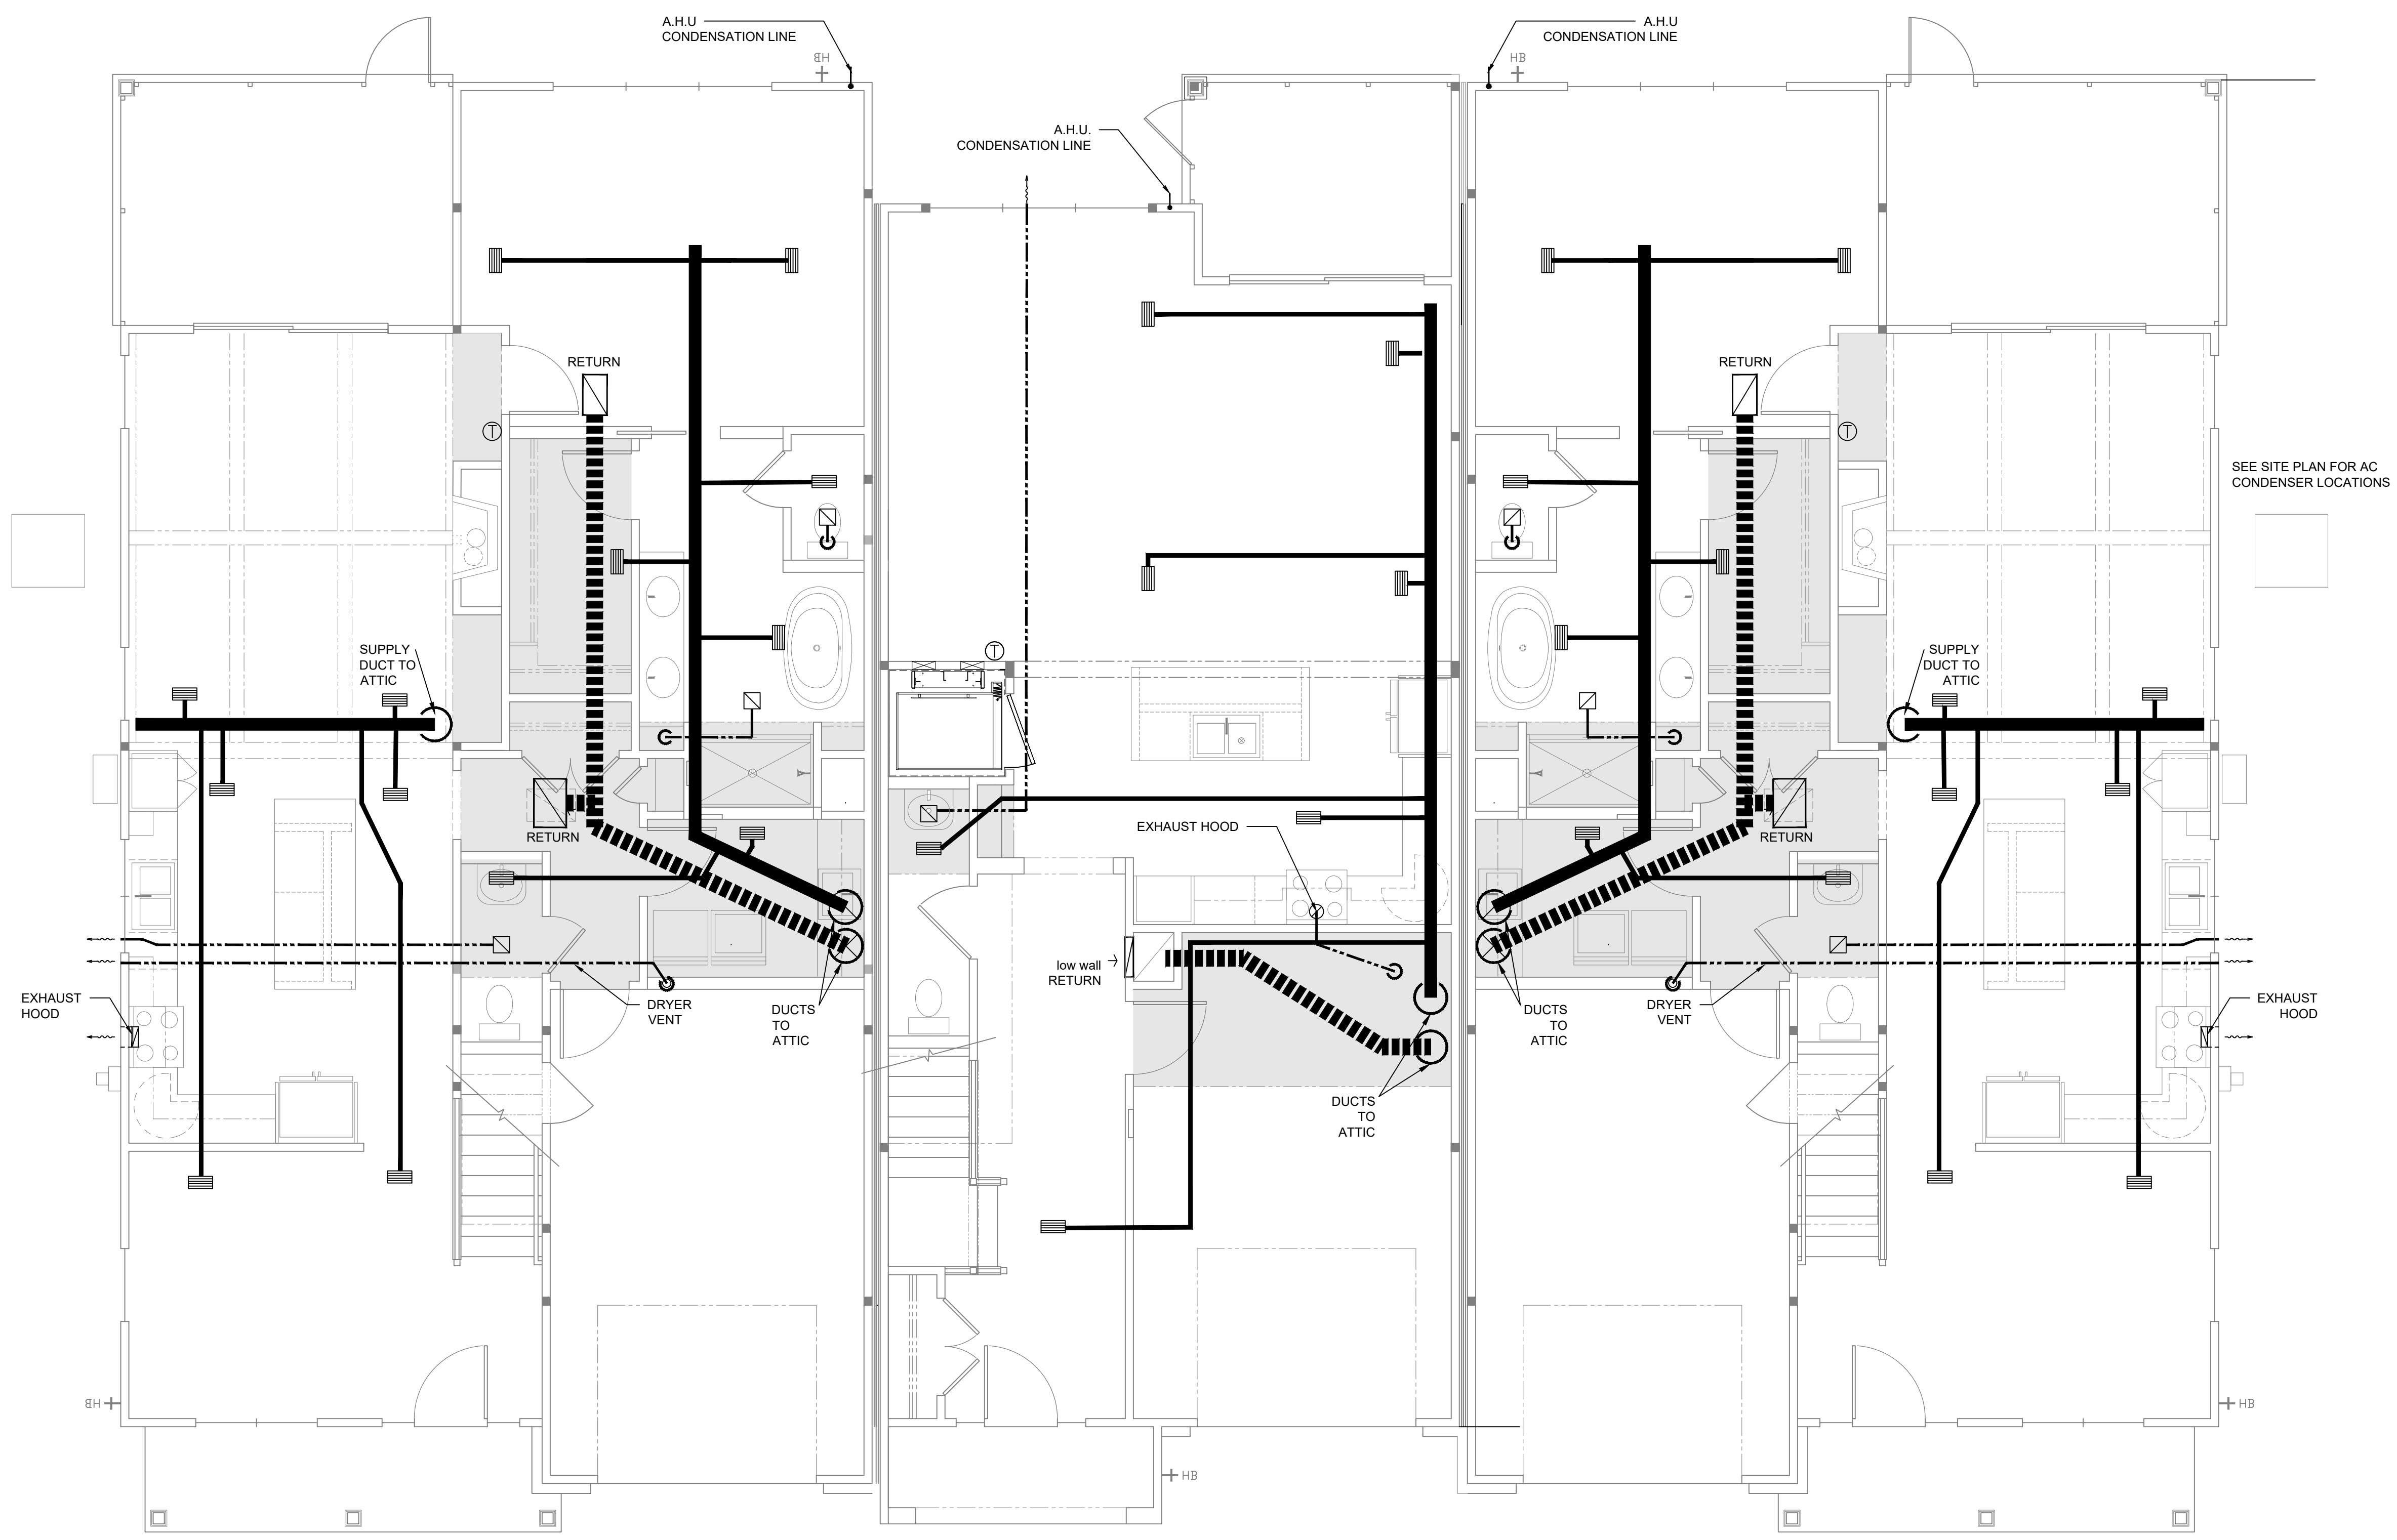 A.H.U
CONDENSATION LINE
A.H.U
CONDENSATION LINE
HB
HB
A.H.U.
CONDENSATION LINE
RETURN
RETURN
T
T
SEE SITE PLAN FOR AC
CONDENSER LOCATIONS
SUPPLY
DUCT TO
ATTIC
T
SUPPLY
DUCT TO
ATTIC
RETURN
EXHAUST HOOD
RETURN
low wall
RETURN
EXHAUST
HOOD
DRYER
VENT
DUCTS
TO
ATTIC
DUCTS
TO
ATTIC
DUCTS
TO
ATTIC
DRYER
VENT
EXHAUST
HOOD
HB
HB
HB